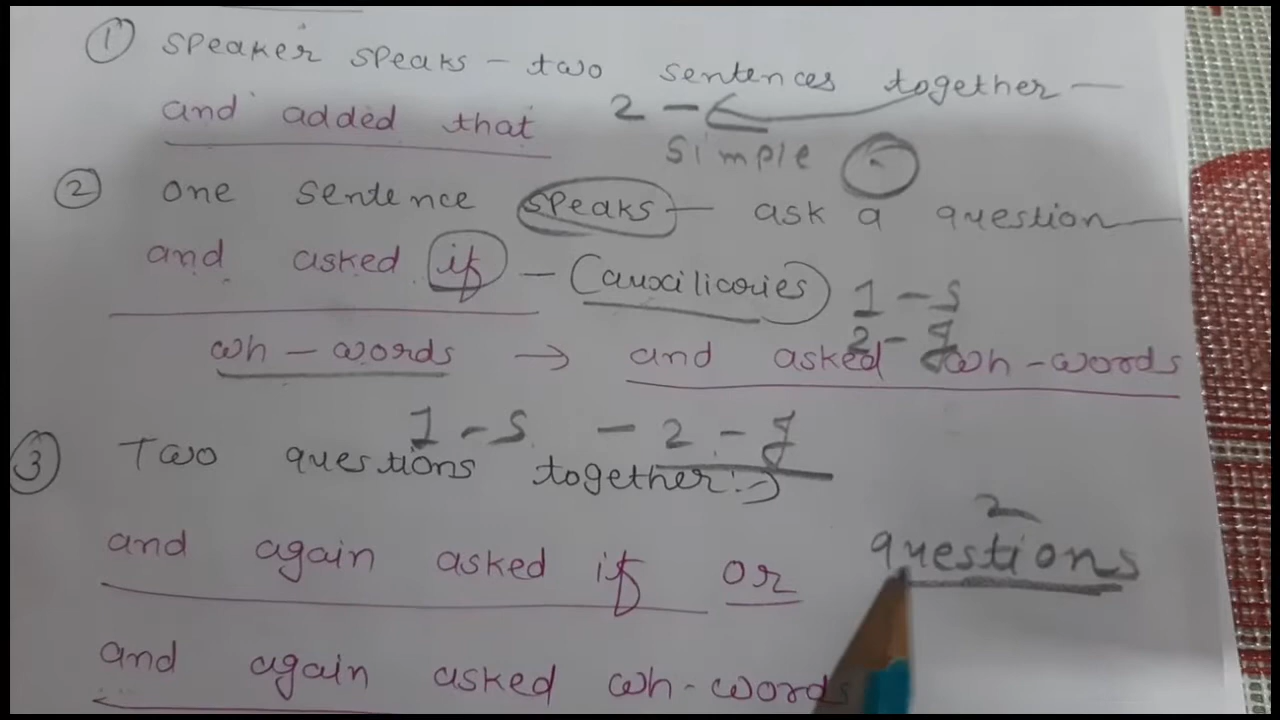 ① speaker speaks - two sentences together -
and added that 2 -
simple
② one sentence speaks - ask a question -
and asked if - (auxilicaries) 1 - s
2 - q
wh - words → and asked wh - words
1 - s - 2 - q
③ Two questions together :-
2
questions
and again asked if or
and again asked wh - words